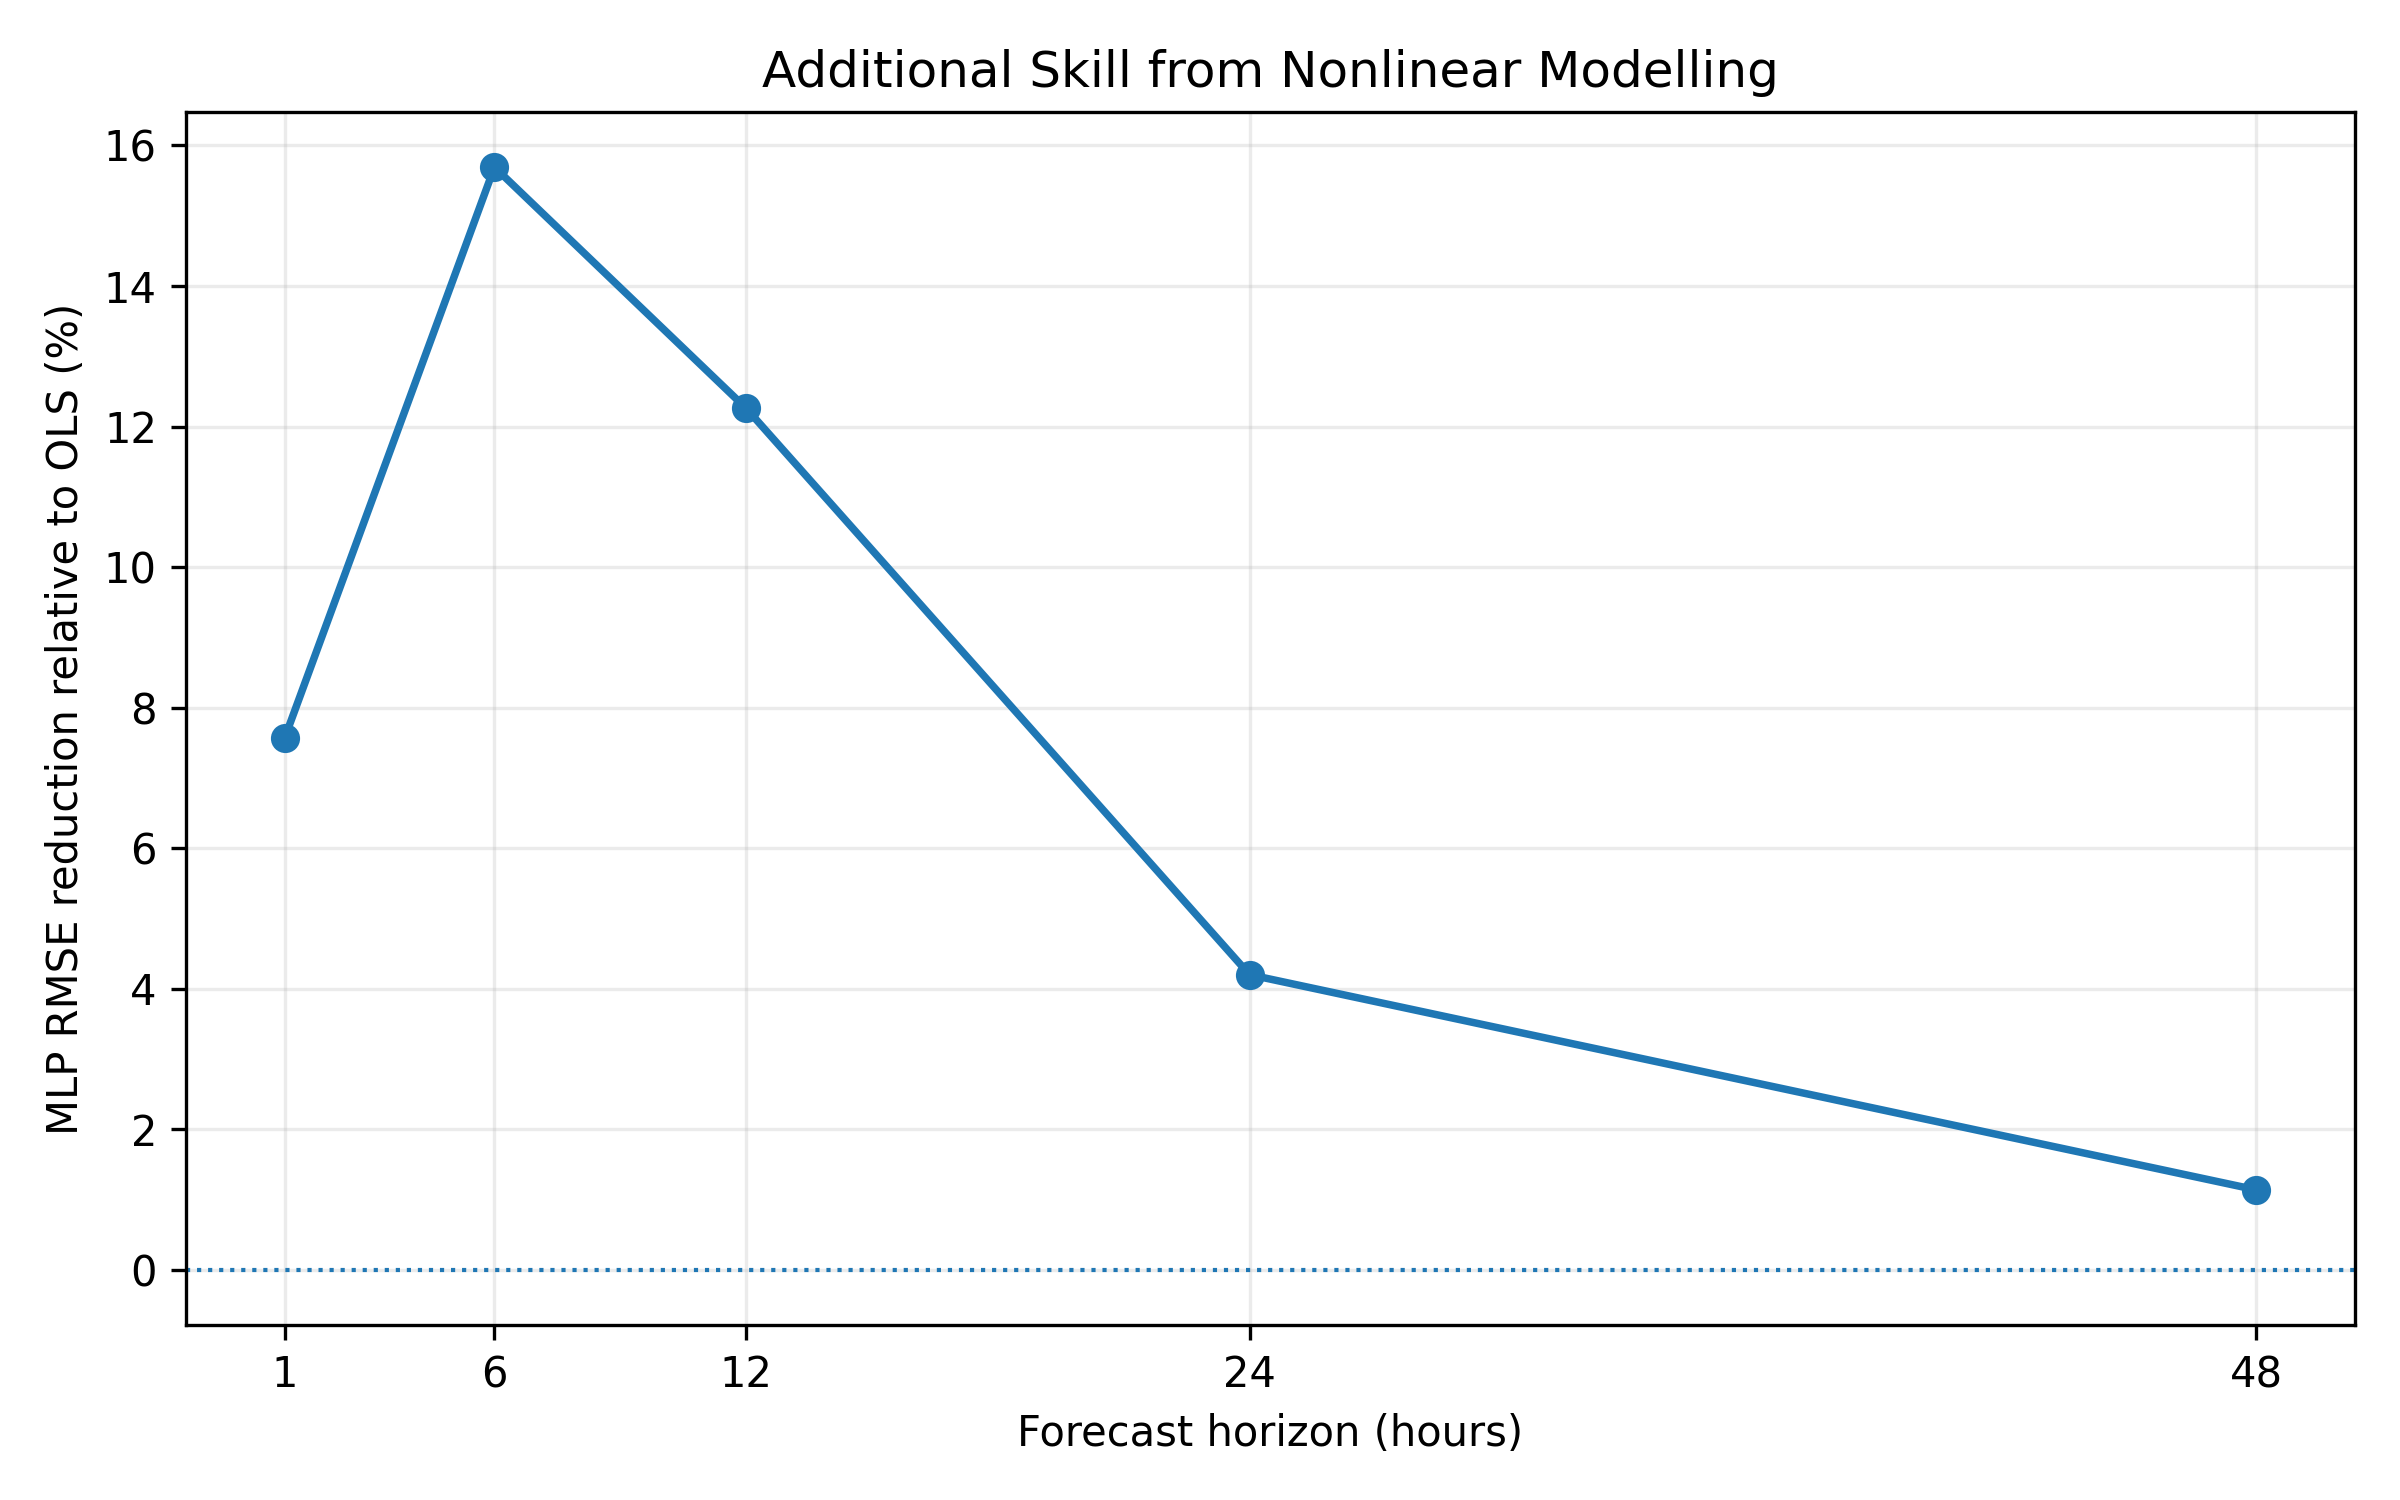 Additional Skill from Nonlinear Modelling
MLP RMSE reduction relative to OLS (%)
16
14
12
10
8
6
4
2
0
1 6 12 24 48
Forecast horizon (hours)